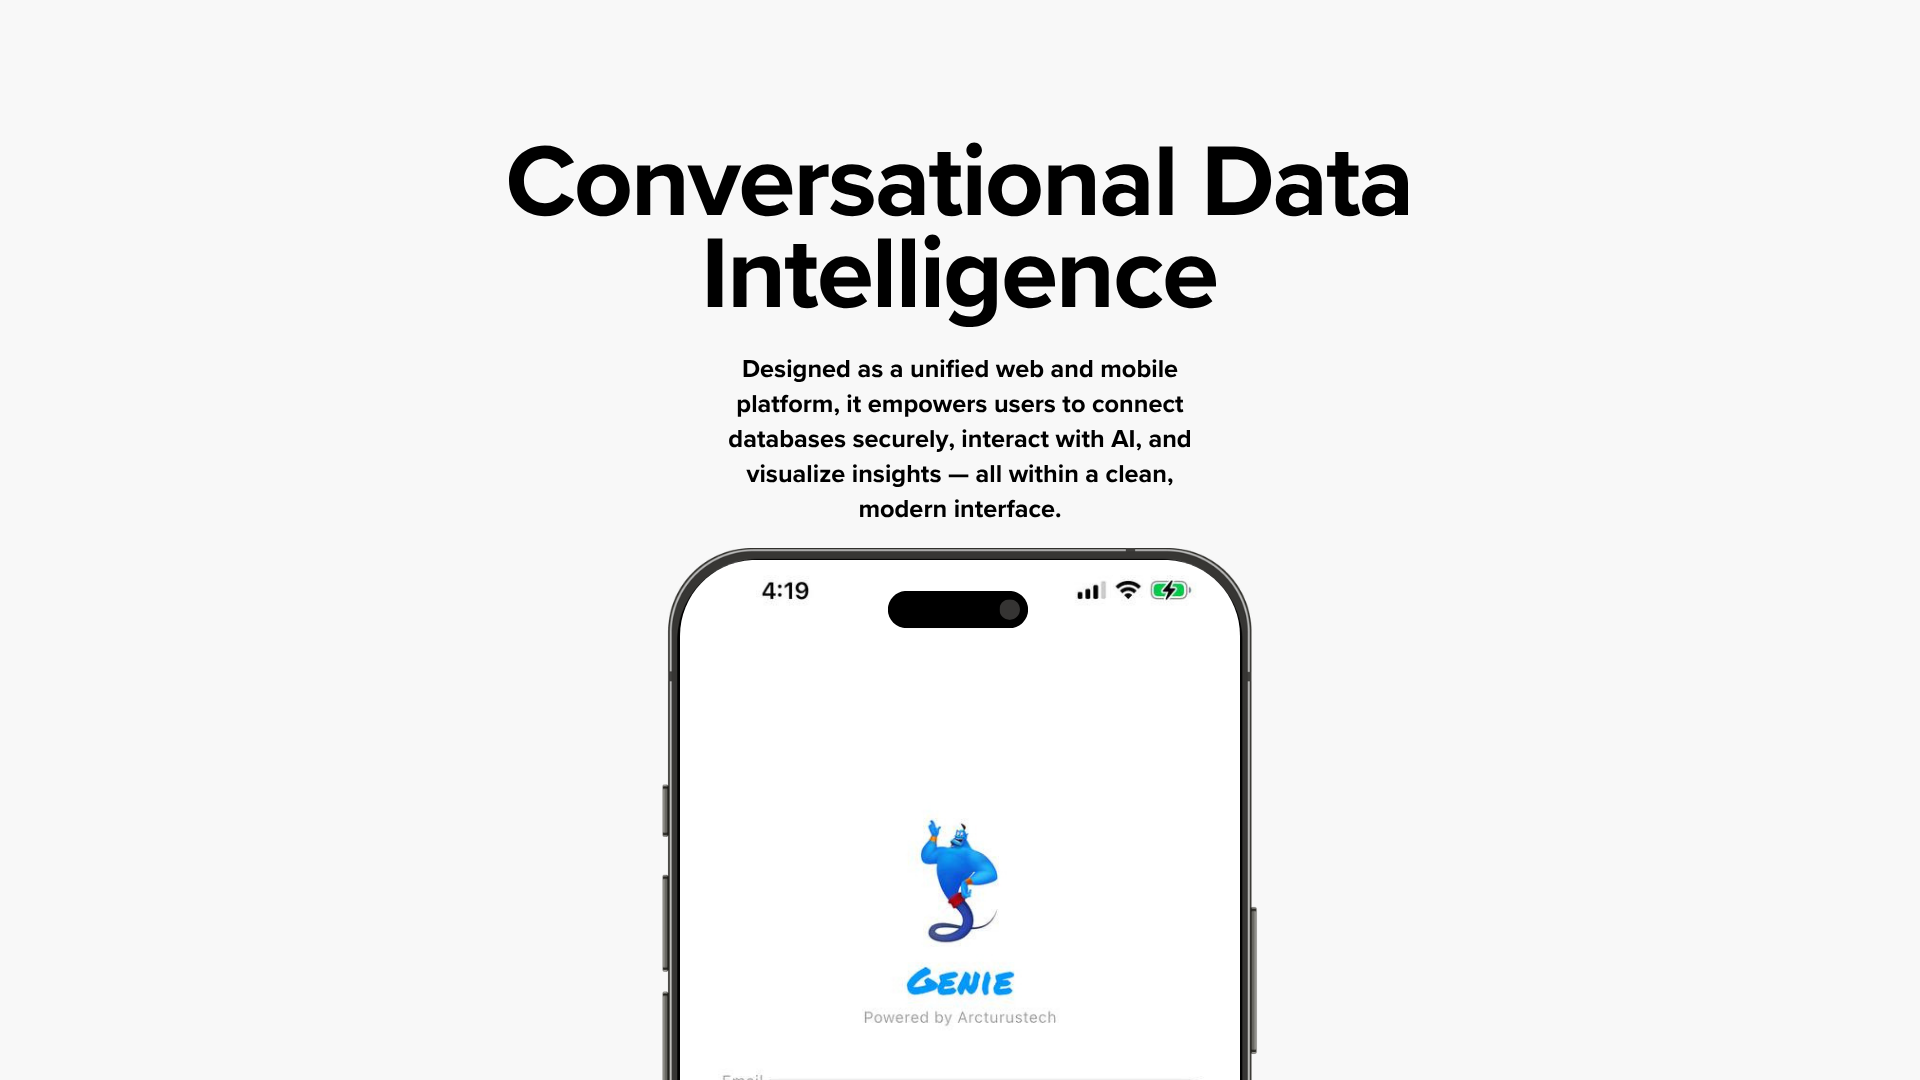 Conversational Data
Intelligence
Designed as a unified web and mobile
platform, it empowers users to connect
databases securely, interact with AI, and
visualize insights — all within a clean,
modern interface.
4:19
GENIE
Powered by Arcturustech
Email